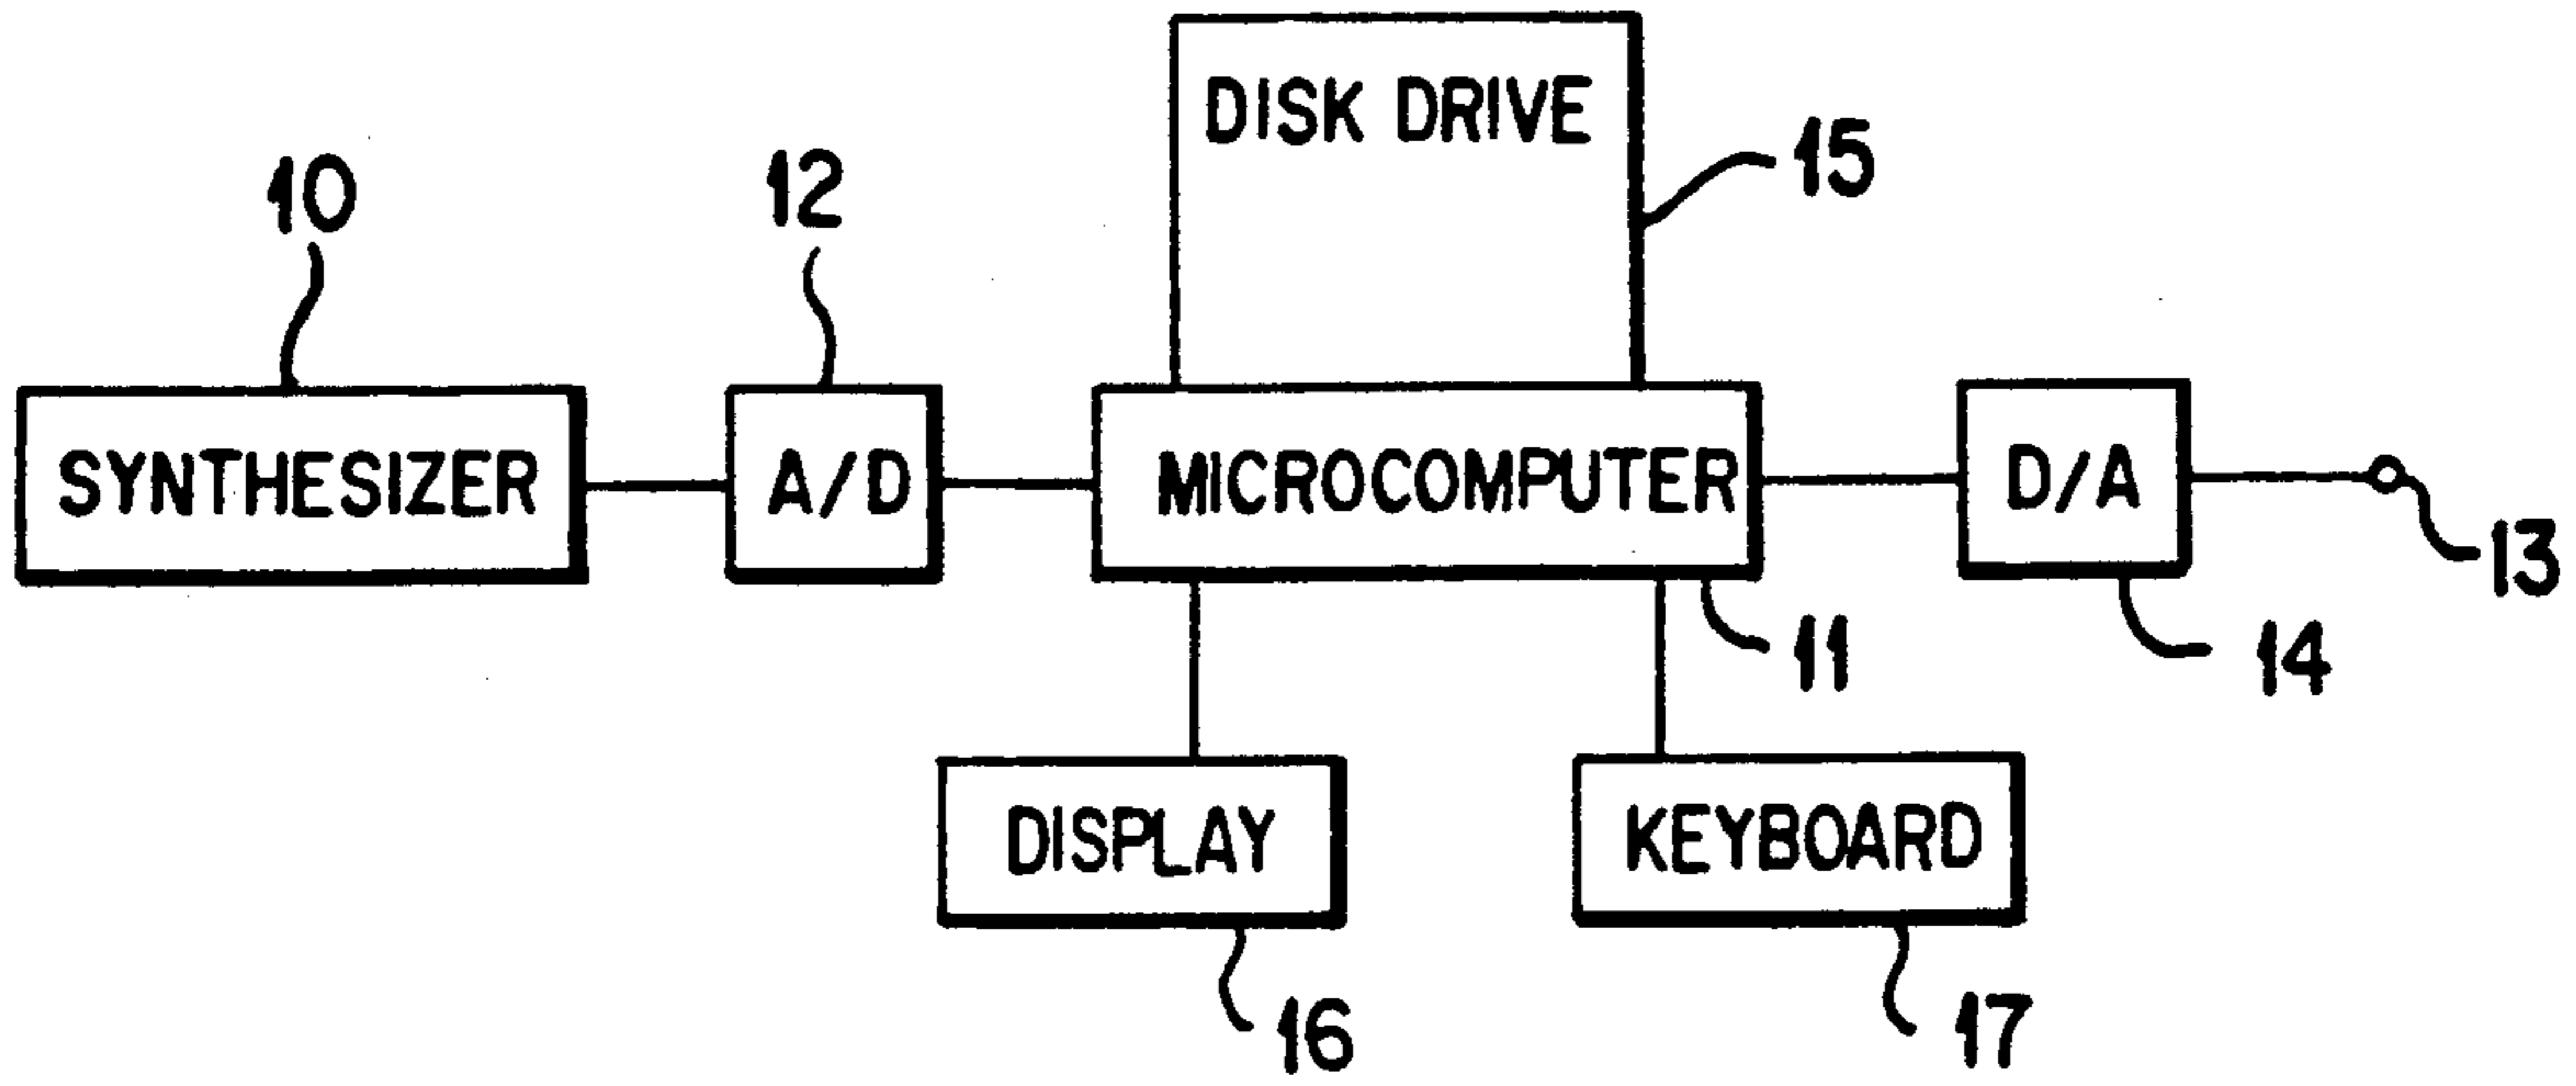 DISK DRIVE
15
10
12
SYNTHESIZER
A/D
MICROCOMPUTER
D/A
13
11
14
DISPLAY
KEYBOARD
16
17